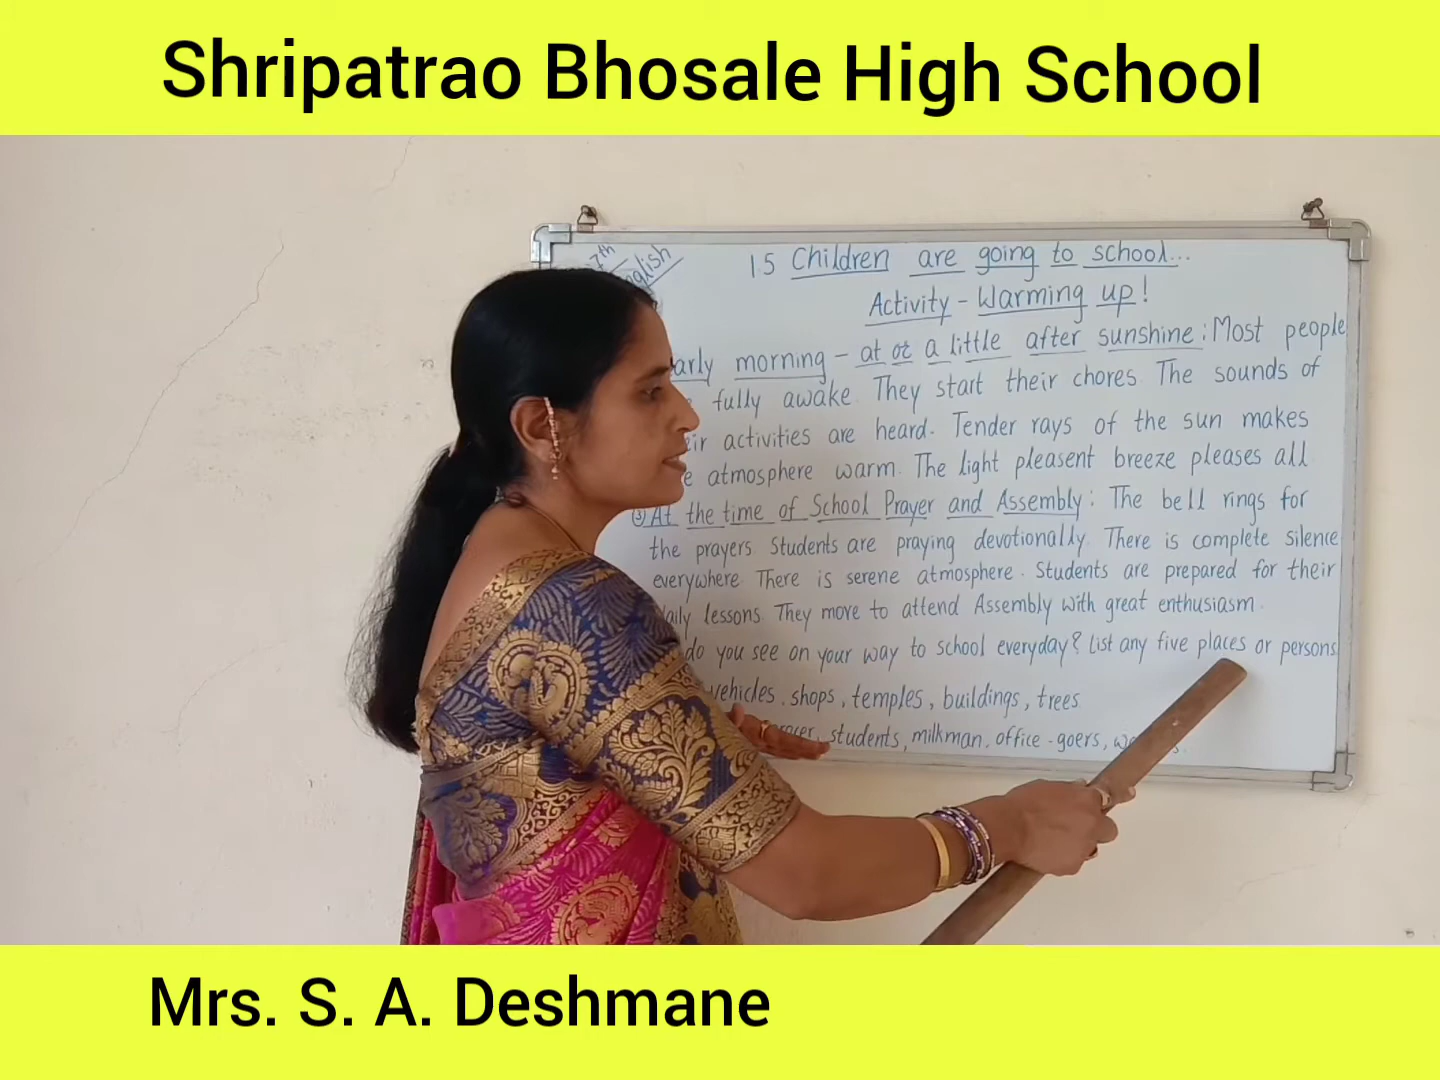 Shripatrao Bhosale High School
7th
1.5 Children are going to school...
Activity - Warming up!
morning - at or a little after sunshine : Most people
fully awake. They start their chores. The sounds of
activities are heard. Tender rays of the sun makes
atmosphere warm. The light pleasent breeze pleases all
③ At the time of School Prayer and Assembly : The bell rings for
the prayers. Students are praying devotionally. There is complete silence
everywhere. There is serene atmosphere. Students are prepared for their
lessons. They move to attend Assembly with great enthusiasm.
do you see on your way to school everyday? List any five places or persons
vehicles, shops, temples, buildings, trees
students, milkman, office-goers,
Mrs. S. A. Deshmane